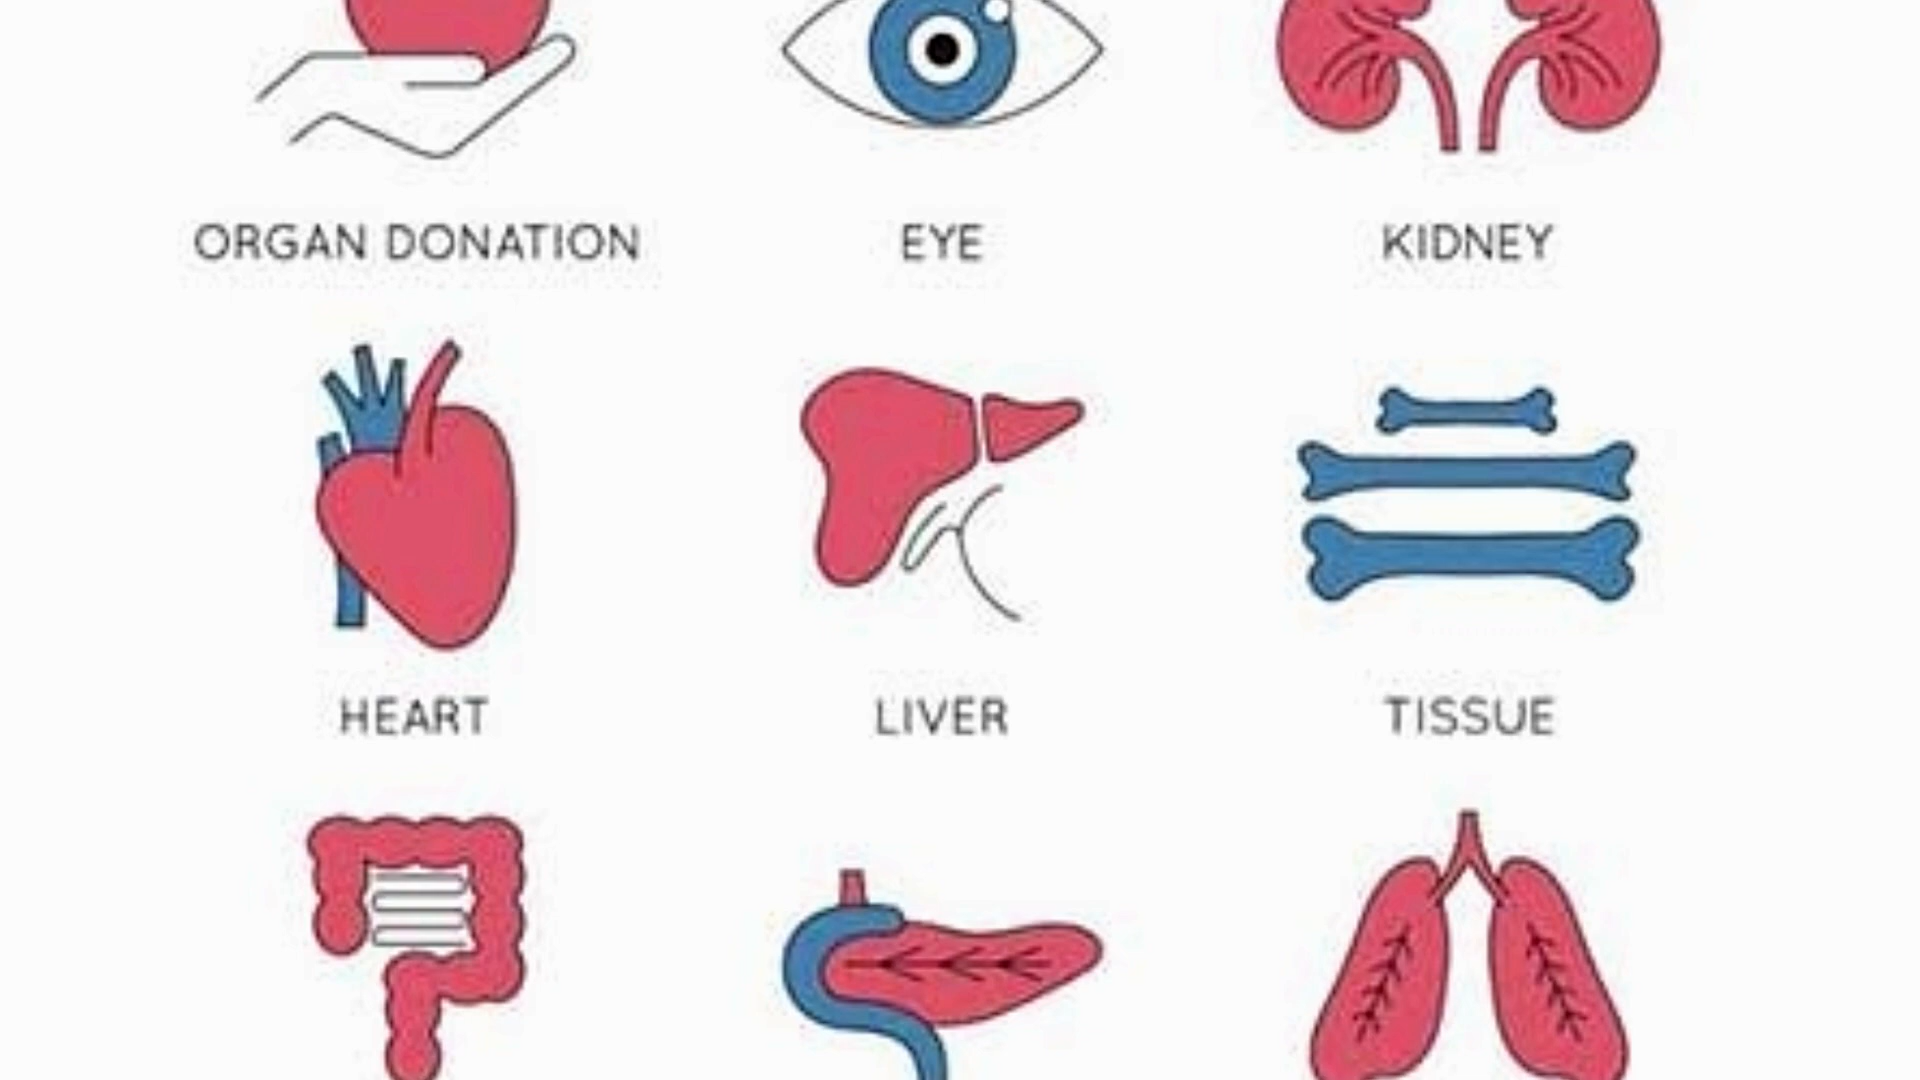 ORGAN DONATION
EYE
KIDNEY
HEART
LIVER
TISSUE